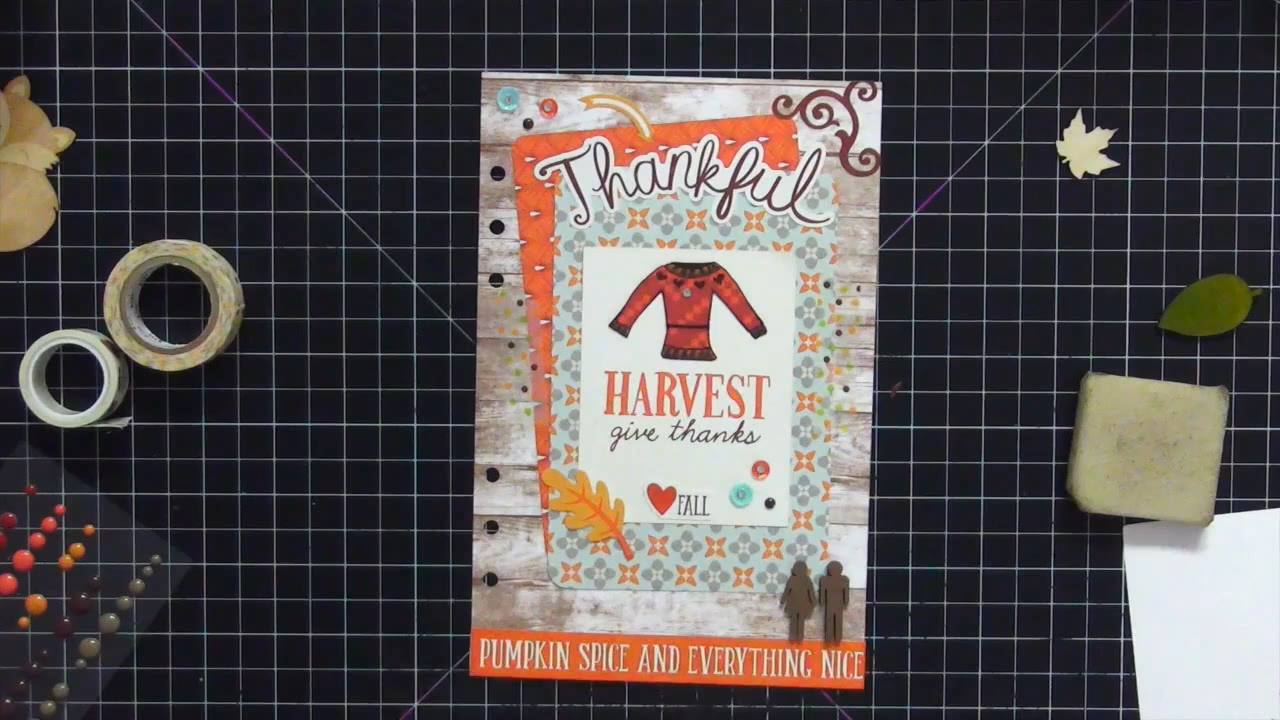 Thankful
HARVEST
give thanks
FALL
PUMPKIN SPICE AND EVERYTHING NICE